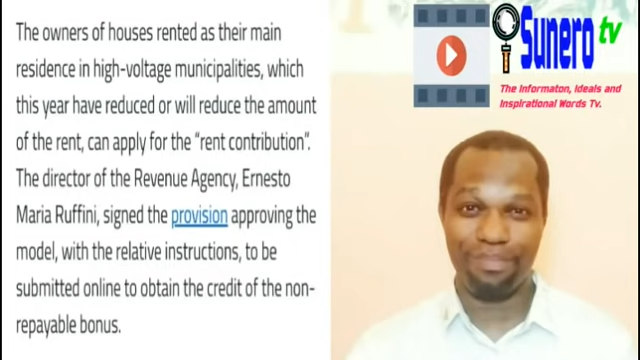 The owners of houses rented as their main
residence in high-voltage municipalities, which
this year have reduced or will reduce the amount
of the rent, can apply for the “rent contribution”.
The director of the Revenue Agency, Ernesto
Maria Ruffini, signed the provision approving the
model, with the relative instructions, to be
submitted online to obtain the credit of the non-
repayable bonus.
iSunero tv
The Informaton, Ideals and
Inspirational Words Tv.